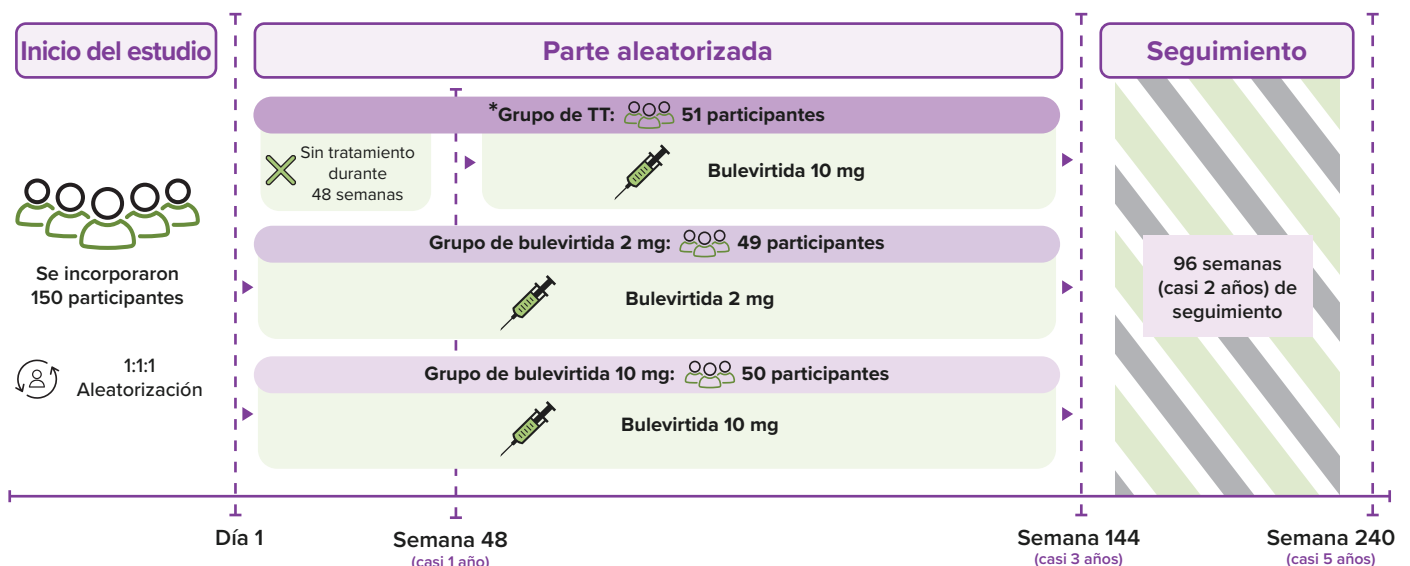 Inicio del estudio
Parte aleatorizada
Seguimiento
*Grupo de TT: 51 participantes
Sin tratamiento
durante
48 semanas
Bulevirtida 10 mg
Grupo de bulevirtida 2 mg: 49 participantes
Bulevirtida 2 mg
Grupo de bulevirtida 10 mg: 50 participantes
Bulevirtida 10 mg
Se incorporaron
150 participantes
1:1:1
Aleatorización
96 semanas
(casi 2 años) de
seguimiento
Día 1
Semana 48
(casi 1 año)
Semana 144
(casi 3 años)
Semana 240
(casi 5 años)